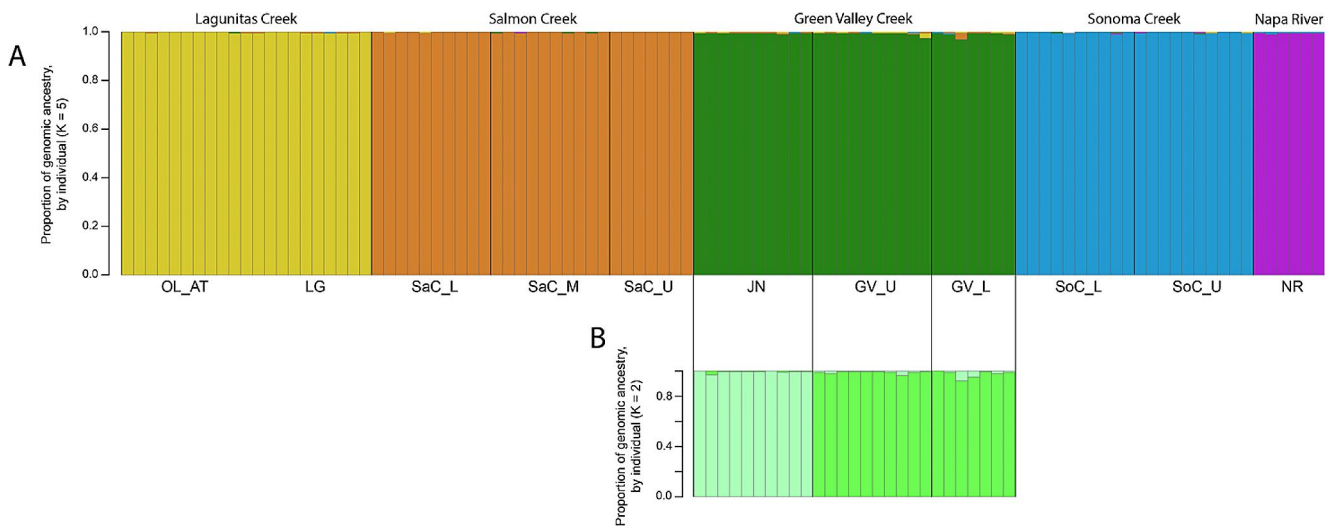 Lagunitas Creek Salmon Creek Green Valley Creek Sonoma Creek Napa River
A
Proportion of genomic ancestry,
by individual (K = 5)
1.0
0.8
0.6
0.4
0.2
0.0
OL_AT LG SaC_L SaC_M SaC_U JN GV_U GV_L SoC_L SoC_U NR
B
Proportion of genomic ancestry,
by individual (K = 2)
0.8
0.4
0.0